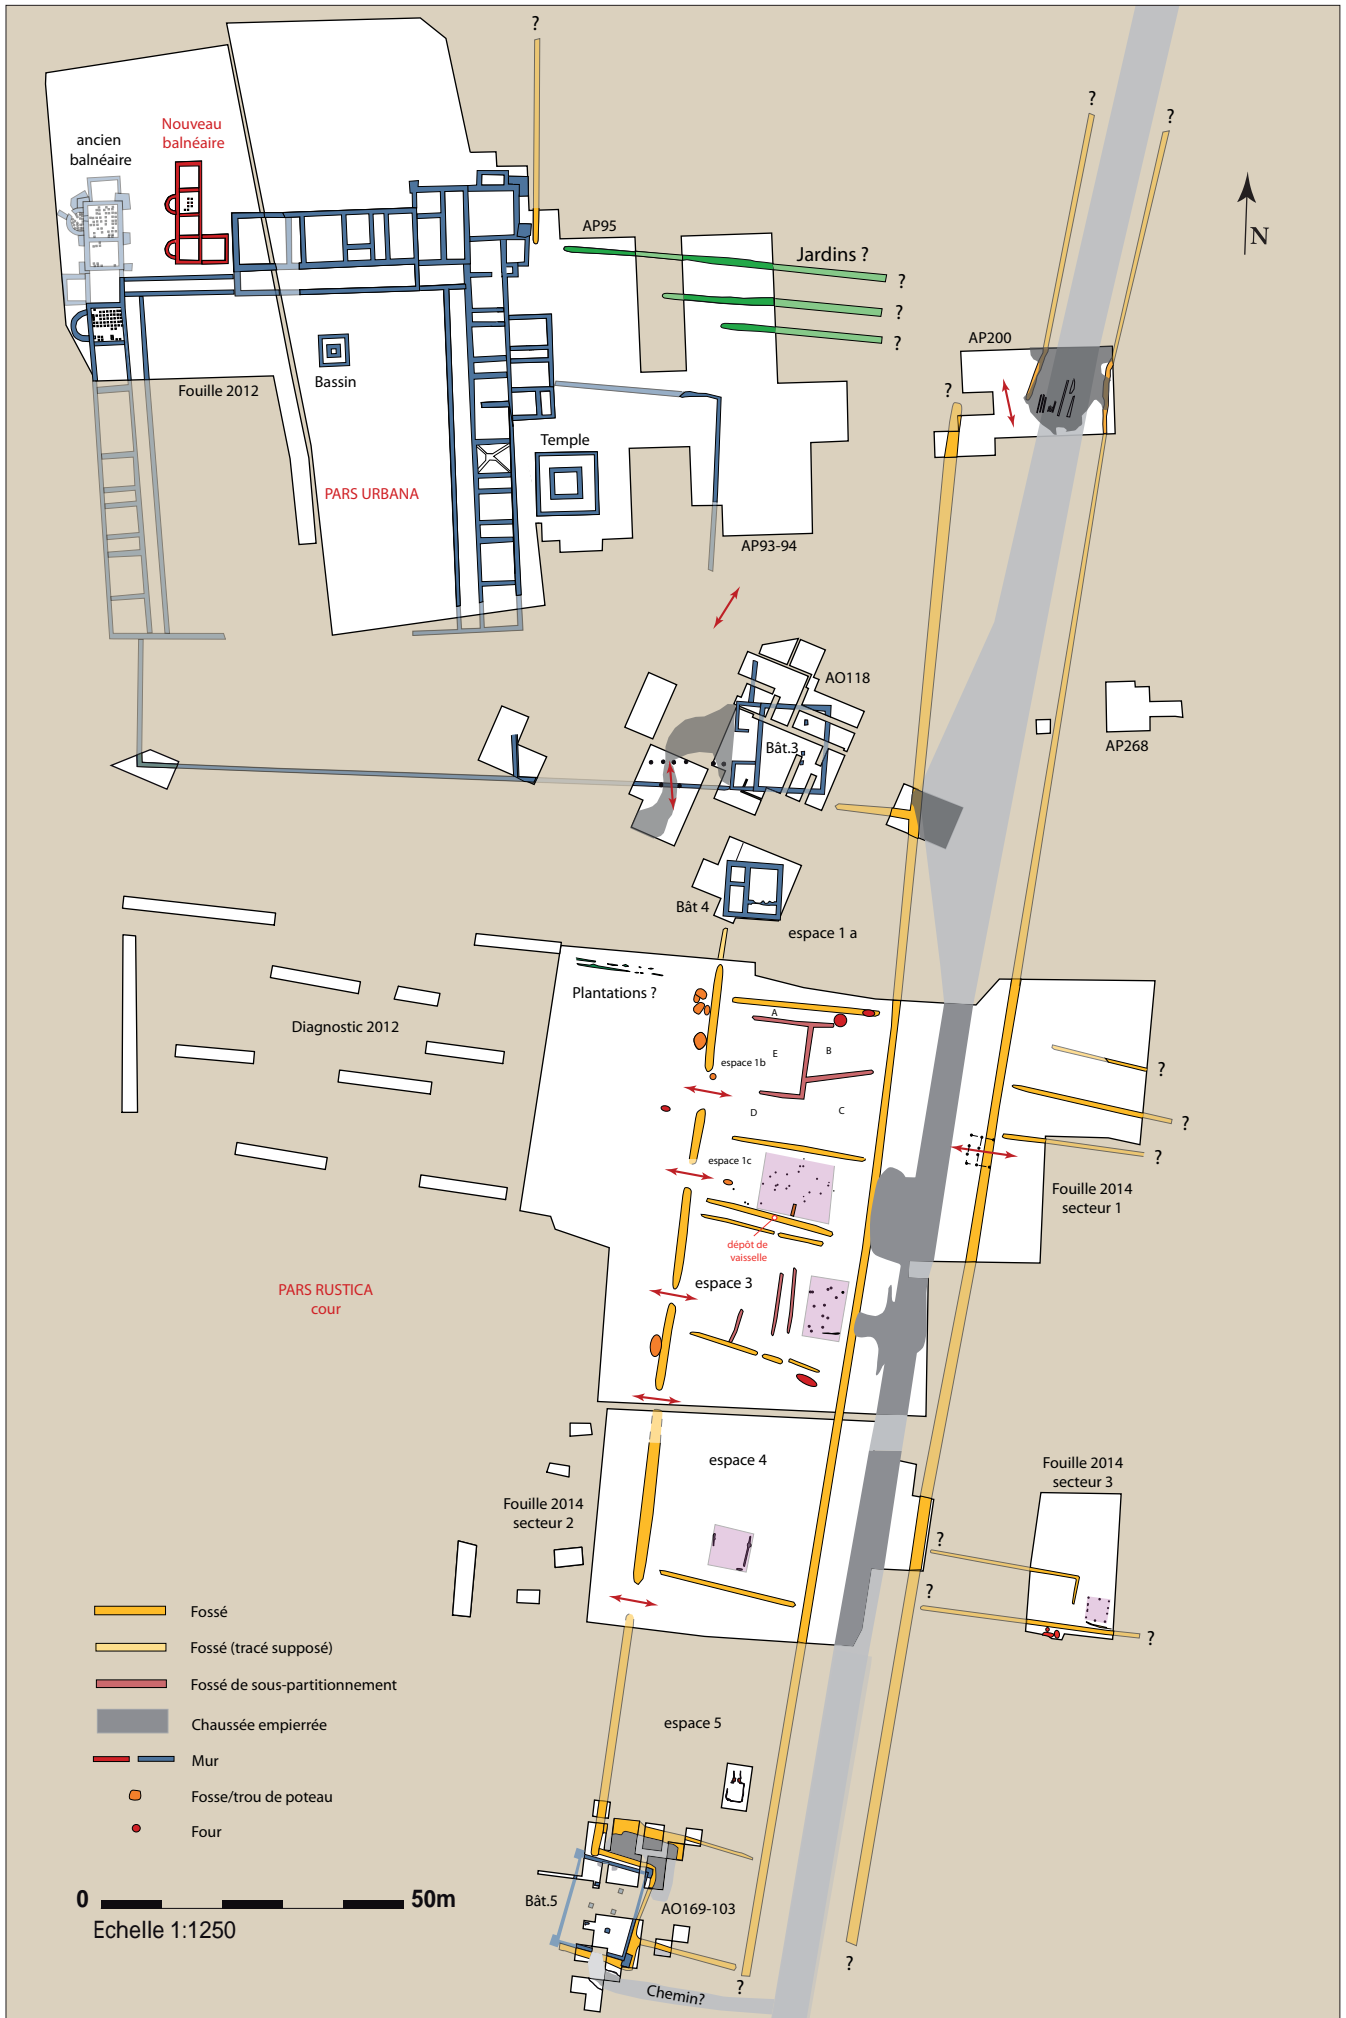 ?
?
?
Nouveau
balnéaire
ancien
balnéaire
N
AP95
Jardins ?
?
?
?
AP200
?
Bassin
Fouille 2012
Temple
PARS URBANA
AP93-94
AO118
Bât.3
AP268
Bât 4
espace 1 a
Plantations ?
Diagnostic 2012
A
E
B
espace 1b
D
C
?
?
?
espace 1c
Fouille 2014
secteur 1
dépôt de
vaisselle
espace 3
PARS RUSTICA
cour
espace 4
Fouille 2014
secteur 3
Fouille 2014
secteur 2
?
?
?
Fossé
Fossé (tracé supposé)
Fossé de sous-partitionnement
Chaussée empierrée
Mur
Fosse/trou de poteau
Four
espace 5
0
50m
Echelle 1:1250
Bât.5
AO169-103
?
?
Chemin?